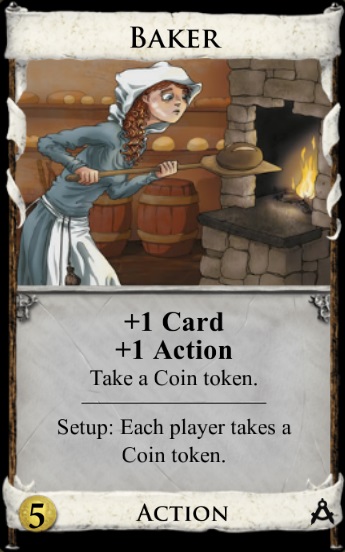 BAKER
+1 Card
+1 Action
Take a Coin token.
Setup: Each player takes a
Coin token.
5
ACTION